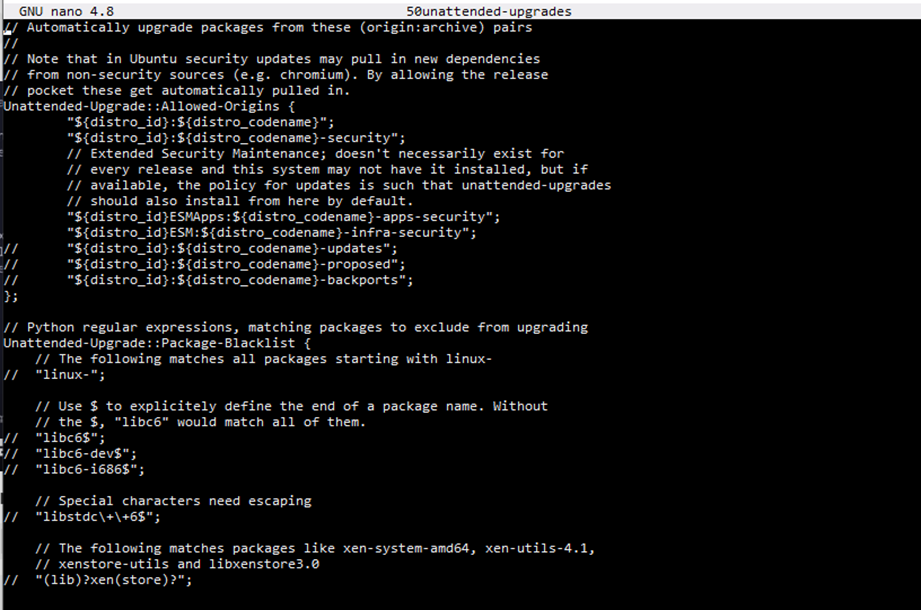 GNU nano 4.8                    50unattended-upgrades
// Automatically upgrade packages from these (origin:archive) pairs
//
// Note that in Ubuntu security updates may pull in new dependencies
// from non-security sources (e.g. chromium). By allowing the release
// pocket these get automatically pulled in.
Unattended-Upgrade::Allowed-Origins {
        "${distro_id}:${distro_codename}";
        "${distro_id}:${distro_codename}-security";
        // Extended Security Maintenance; doesn't necessarily exist for
        // every release and this system may not have it installed, but if
        // available, the policy for updates is such that unattended-upgrades
        // should also install from here by default.
        "${distro_id}ESMApps:${distro_codename}-apps-security";
        "${distro_id}ESM:${distro_codename}-infra-security";
//      "${distro_id}:${distro_codename}-updates";
//      "${distro_id}:${distro_codename}-proposed";
//      "${distro_id}:${distro_codename}-backports";
};

// Python regular expressions, matching packages to exclude from upgrading
Unattended-Upgrade::Package-Blacklist {
    // The following matches all packages starting with linux-
//  "linux-";

    // Use $ to explicitely define the end of a package name. Without
    // the $, "libc6" would match all of them.
//  "libc6$";
//  "libc6-dev$";
//  "libc6-i686$";

    // Special characters need escaping
//  "libstdc\+\+6$";

    // The following matches packages like xen-system-amd64, xen-utils-4.1,
    // xenstore-utils and libxenstore3.0
//  "(lib)?xen(store)?";